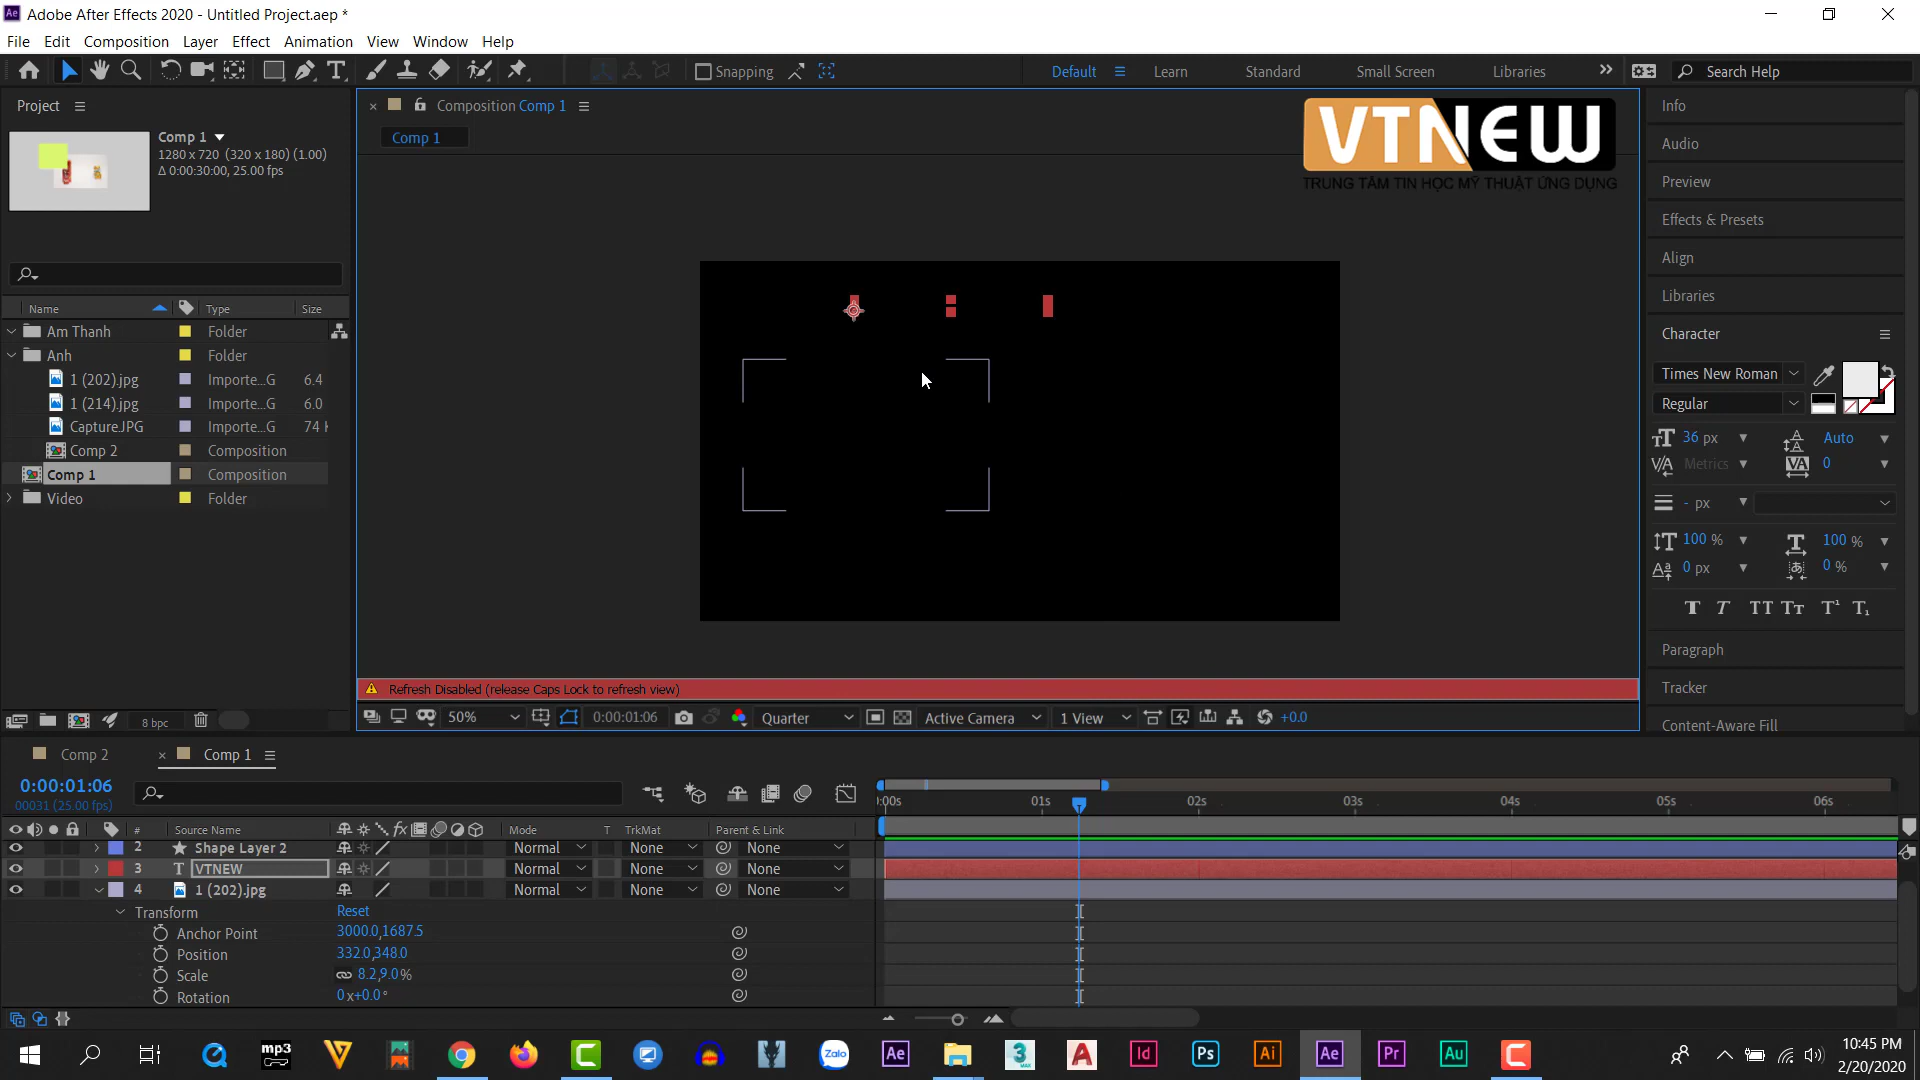 Adobe After Effects 2020 - Untitled Project.aep *
File Edit Composition Layer Effect Animation View Window Help
Snapping Default Learn Standard Small Screen Libraries Search Help
Project
Comp 1
1280 x 720 (320 x 180) (1.00)
Δ 0:00:30:00, 25.00 fps
Name Type Size
Am Thanh Folder
Anh Folder
1 (202).jpg Importe...G 6.4
1 (214).jpg Importe...G 6.0
Capture.JPG Importe...G 74
Comp 2 Composition
Comp 1 Composition
Video Folder
8 bpc
Composition Comp 1
Comp 1
VTNEW
TRUNG TÂM TIN HỌC MỸ THUẬT ỨNG DỤNG
Refresh Disabled (release Caps Lock to refresh view)
50% 0:00:01:06 Quarter Active Camera 1 View +0.0
Info
Audio
Preview
Effects & Presets
Align
Libraries
Character
Times New Roman
Regular
36 px Auto
Metrics 0
- px
100 % 100 %
0 px 0 %
T T TT Tt T¹ T₁
Paragraph
Tracker
Content-Aware Fill
Comp 2 Comp 1
0:00:01:06
00031 (25.00 fps)
:00s 01s 02s 03s 04s 05s 06s
# Source Name Mode T TrkMat Parent & Link
2 Shape Layer 2 Normal None None
3 T VTNEW Normal None None
4 1 (202).jpg Normal None None
Transform Reset
Anchor Point 3000.0,1687.5
Position 332.0,348.0
Scale 8.2,9.0%
Rotation 0x+0.0°
mp3 Zalo Ae 3 MAX A Id Ps Ai Ae Pr Au
10:45 PM
2/20/2020